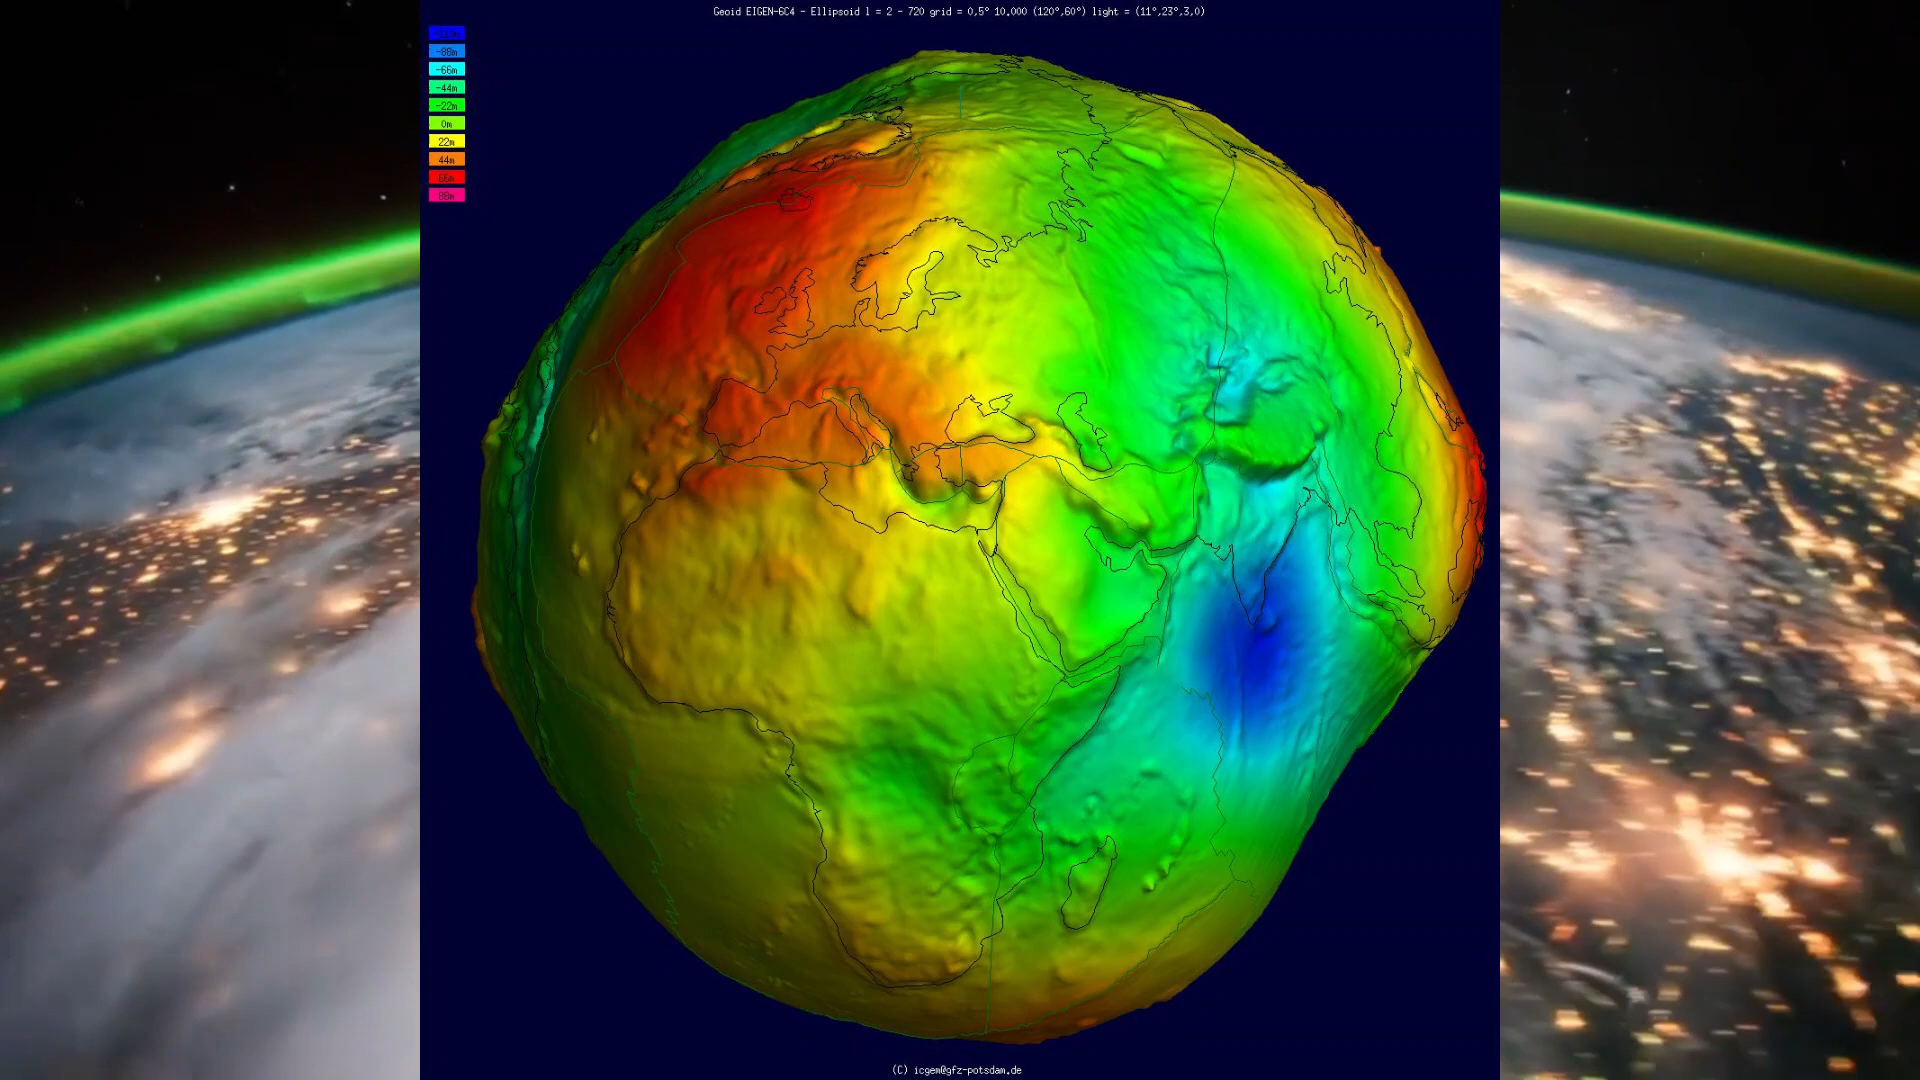 Geoid EIGEN-6C4 - Ellipsoid l = 2 - 720 grid = 0,5° 10.000 (120°,60°) light = (11°,23°,3,0)
-88m
-66m
-44m
-22m
0m
22m
44m
66m
88m
(C) icgem@gfz-potsdam.de